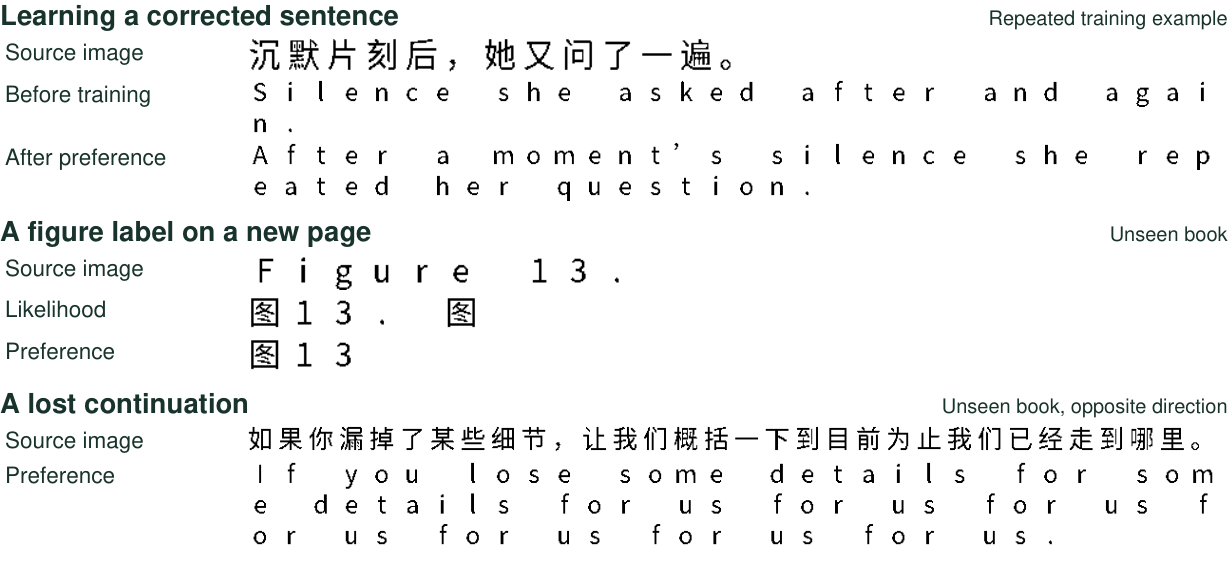 Learning a corrected sentence
Repeated training example
Source image
沉默片刻后，她又问了一遍。
Before training
Silence she asked after and agai
n.
After preference
After a moment's silence she rep
eated her question.
A figure label on a new page
Unseen book
Source image
Figure 13.
Likelihood
图13. 图
Preference
图13
A lost continuation
Unseen book, opposite direction
Source image
如果你漏掉了某些细节，让我们概括一下到目前为止我们已经走到哪里。
Preference
If you lose some details for som
e details for us for us for us f
or us for us for us for us.